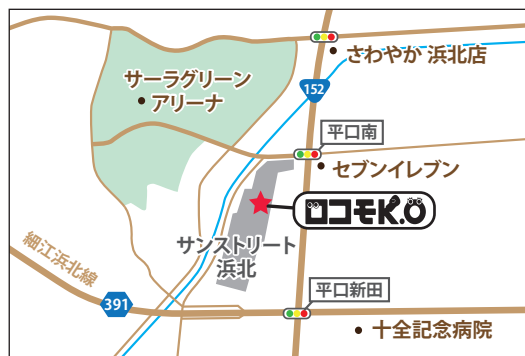 さわやか 浜北店
サーラグリーン
アリーナ
152
平口南
セブンイレブン
ロコモK.O
サンストリート
浜北
細江浜北線
391
平口新田
十全記念病院